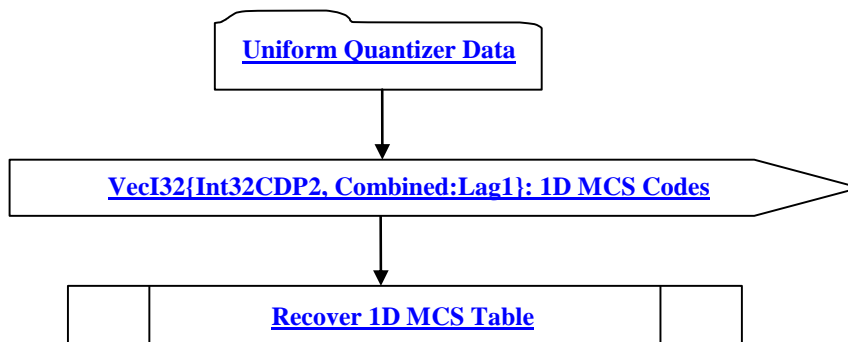 Uniform Quantizer Data
VecI32{Int32CDP2, Combined:Lag1}: 1D MCS Codes
Recover 1D MCS Table